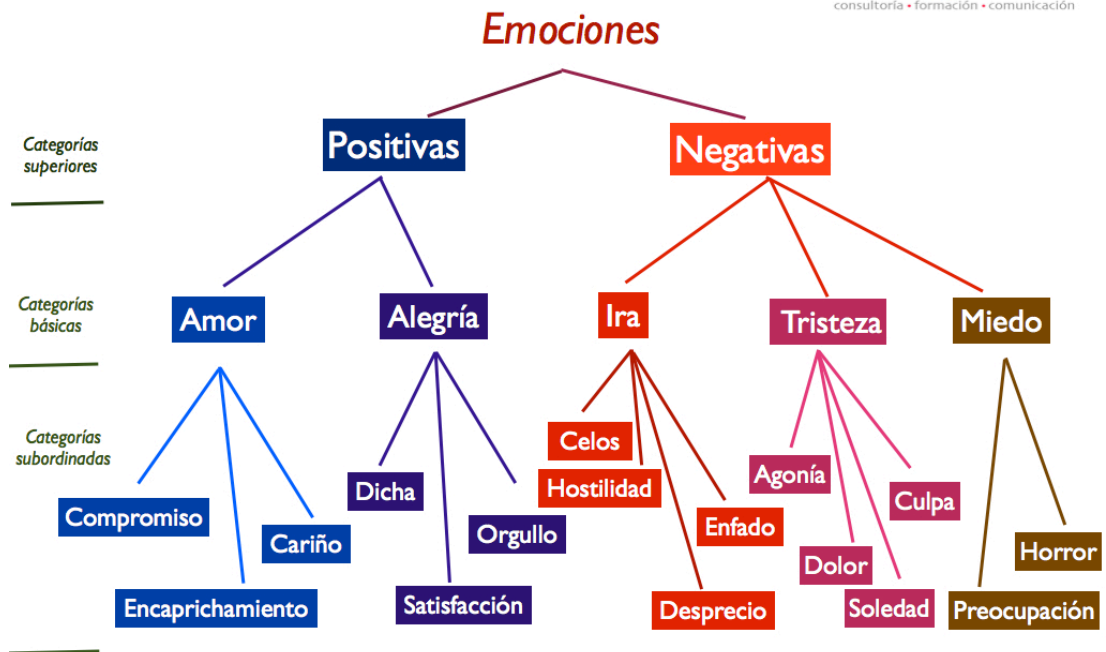 consultoría • formación • comunicación
Emociones
Categorías
superiores
Positivas
Negativas
Categorías
básicas
Amor
Alegría
Ira
Tristeza
Miedo
Categorías
subordinadas
Celos
Hostilidad
Enfado
Desprecio
Compromiso
Cariño
Encaprichamiento
Dicha
Orgullo
Satisfacción
Agonía
Culpa
Dolor
Soledad
Horror
Preocupación